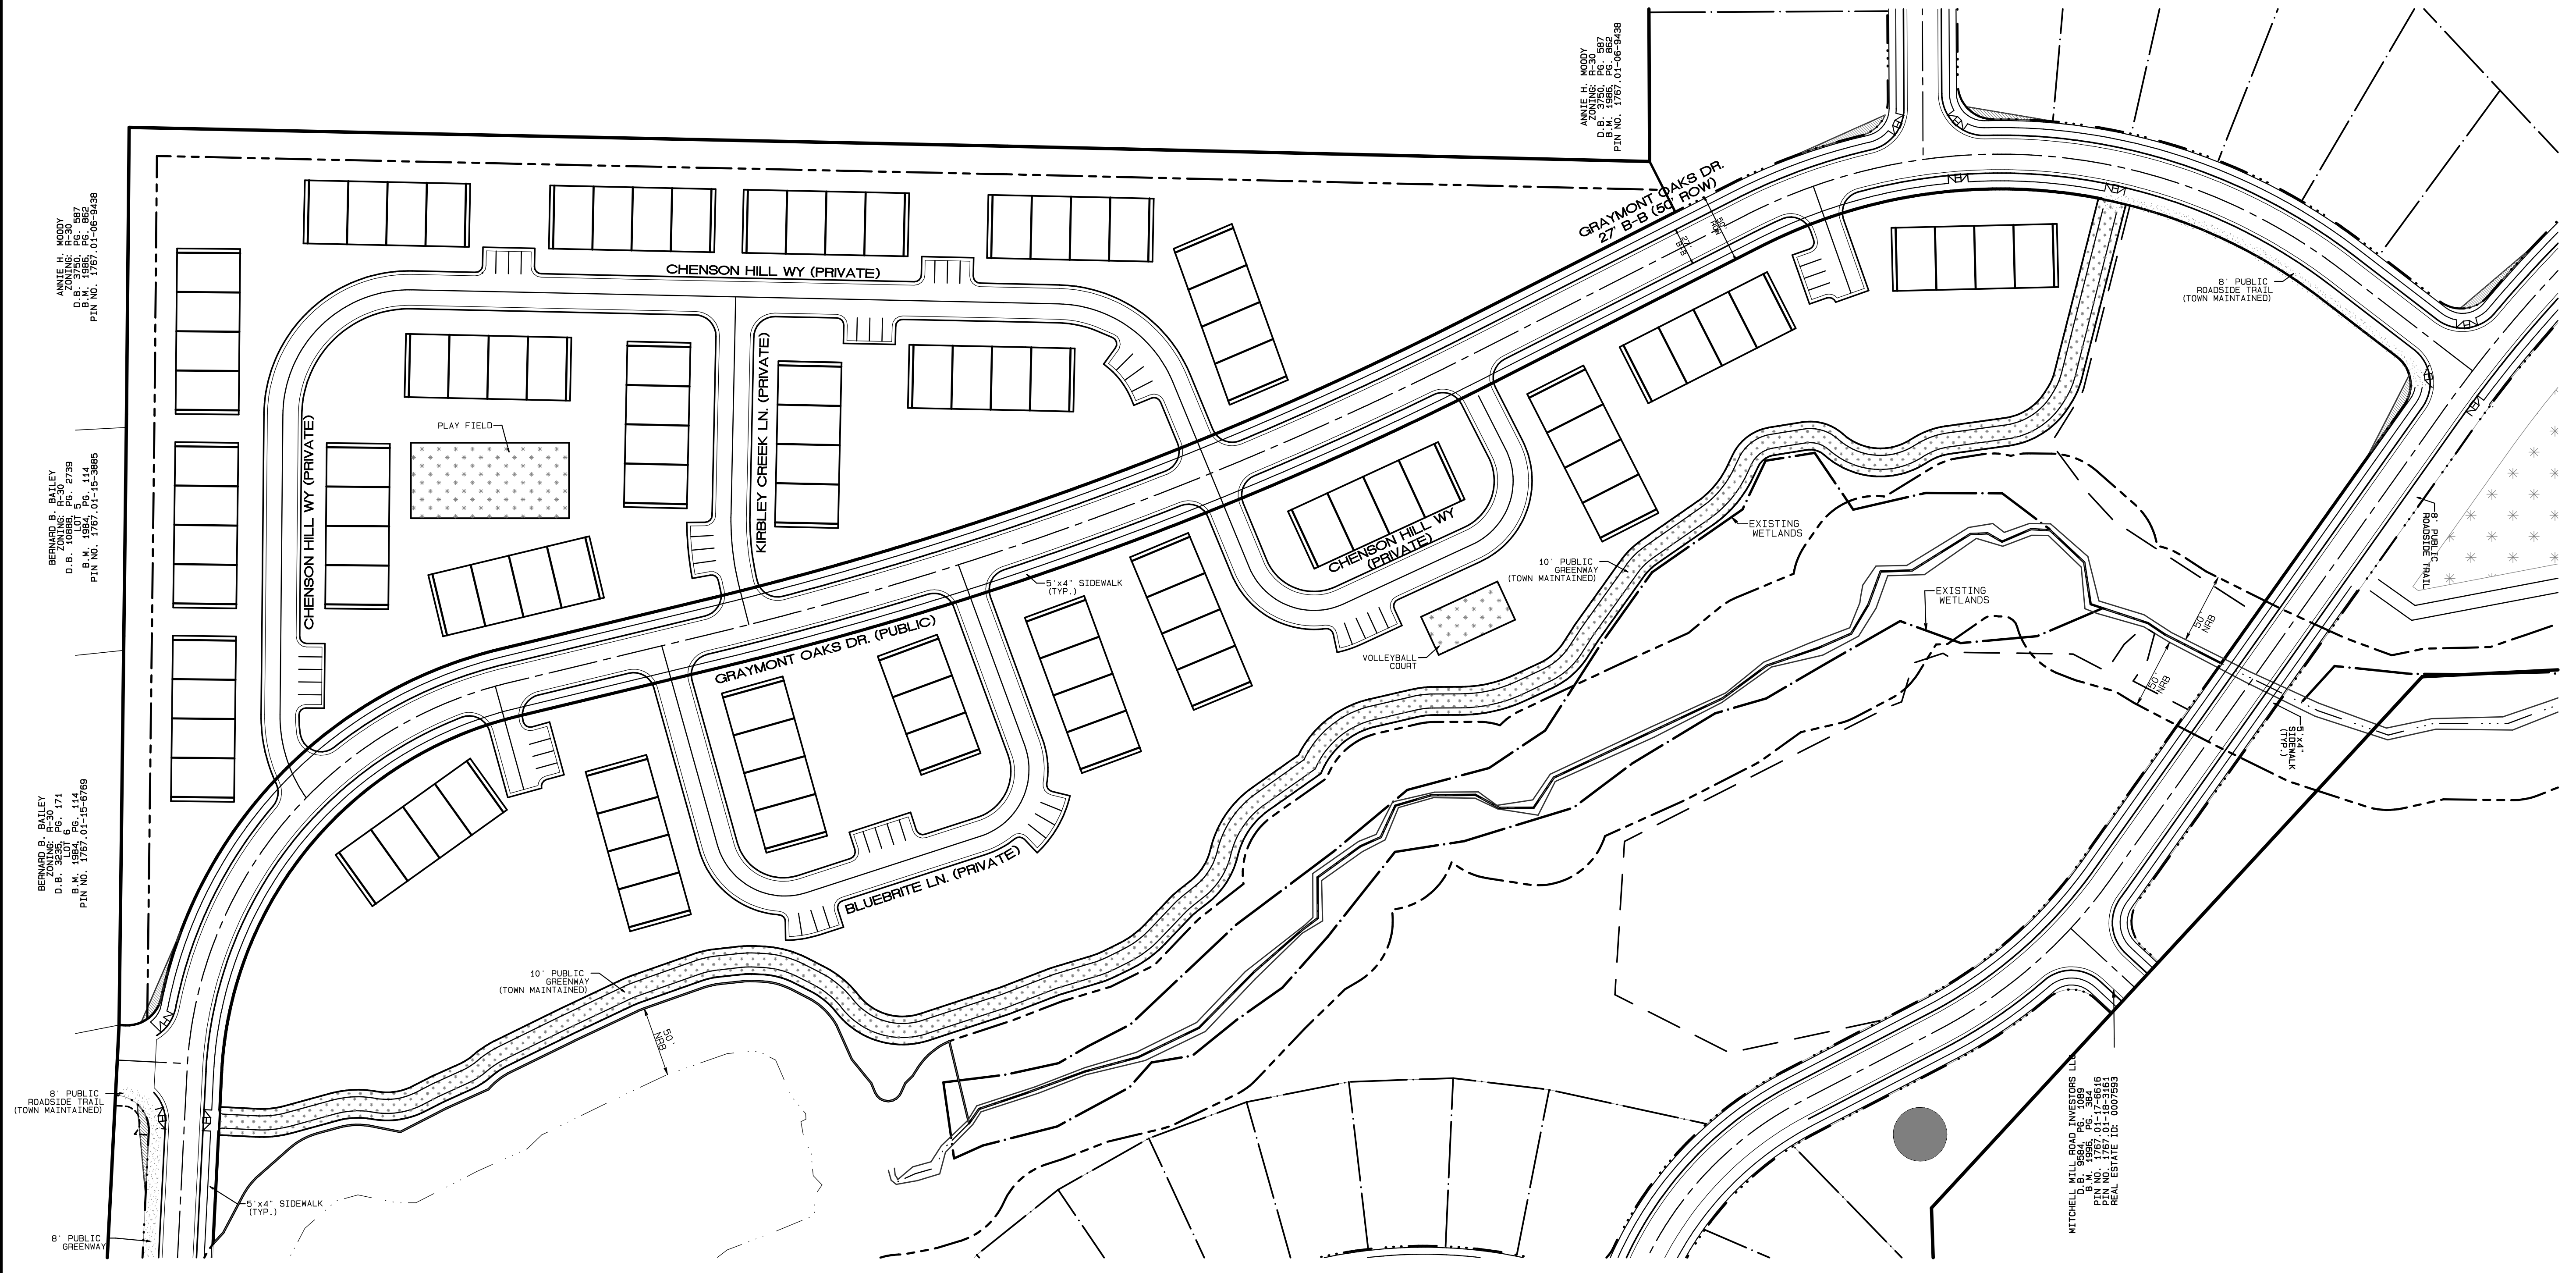 ANNIE H. MOODY
ZONING: R-30
D.B. 3750, PG. 587
B.M. 1986, PG. 862
PIN NO. 1767.01-06-9438
ANNIE H. MOODY
ZONING: R-30
D.B. 3750, PG. 587
B.M. 1986, PG. 862
PIN NO. 1767.01-06-9438
BERNARD B. BAILEY
ZONING: R-30
D.B. 10888, PG. 2739
LOT 5
B.M. 1984, PG. 114
PIN NO. 1767.01-15-3885
BERNARD B. BAILEY
ZONING: R-30
D.B. 3235, PG. 171
LOT 6
B.M. 1984, PG. 114
PIN NO. 1767.01-15-6769
CHENSON HILL WY (PRIVATE)
CHENSON HILL WY (PRIVATE)
KIRBLEY CREEK LN. (PRIVATE)
PLAY FIELD
GRAYMONT OAKS DR.
27' B-B (50' ROW)
27'
B-B
50'
ROW
8' PUBLIC
ROADSIDE TRAIL
(TOWN MAINTAINED)
8' PUBLIC
ROADSIDE TRAIL
CHENSON HILL WY
(PRIVATE)
EXISTING
WETLANDS
10' PUBLIC
GREENWAY
(TOWN MAINTAINED)
EXISTING
WETLANDS
5'x4" SIDEWALK
(TYP.)
GRAYMONT OAKS DR. (PUBLIC)
VOLLEYBALL
COURT
50'
NRB
50'
NRB
5'x4"
SIDEWALK
(TYP.)
BLUEBRITE LN. (PRIVATE)
10' PUBLIC
GREENWAY
(TOWN MAINTAINED)
50'
NRB
8' PUBLIC
ROADSIDE TRAIL
(TOWN MAINTAINED)
5'x4" SIDEWALK
(TYP.)
8' PUBLIC
GREENWAY
MITCHELL MILL ROAD INVESTORS LLC
D.B. 9584, PG. 1089
B.M. 1996, PG. 384
PIN NO. 1767.01-17-6616
PIN NO. 1767.01-18-3161
REAL ESTATE ID: 0007593